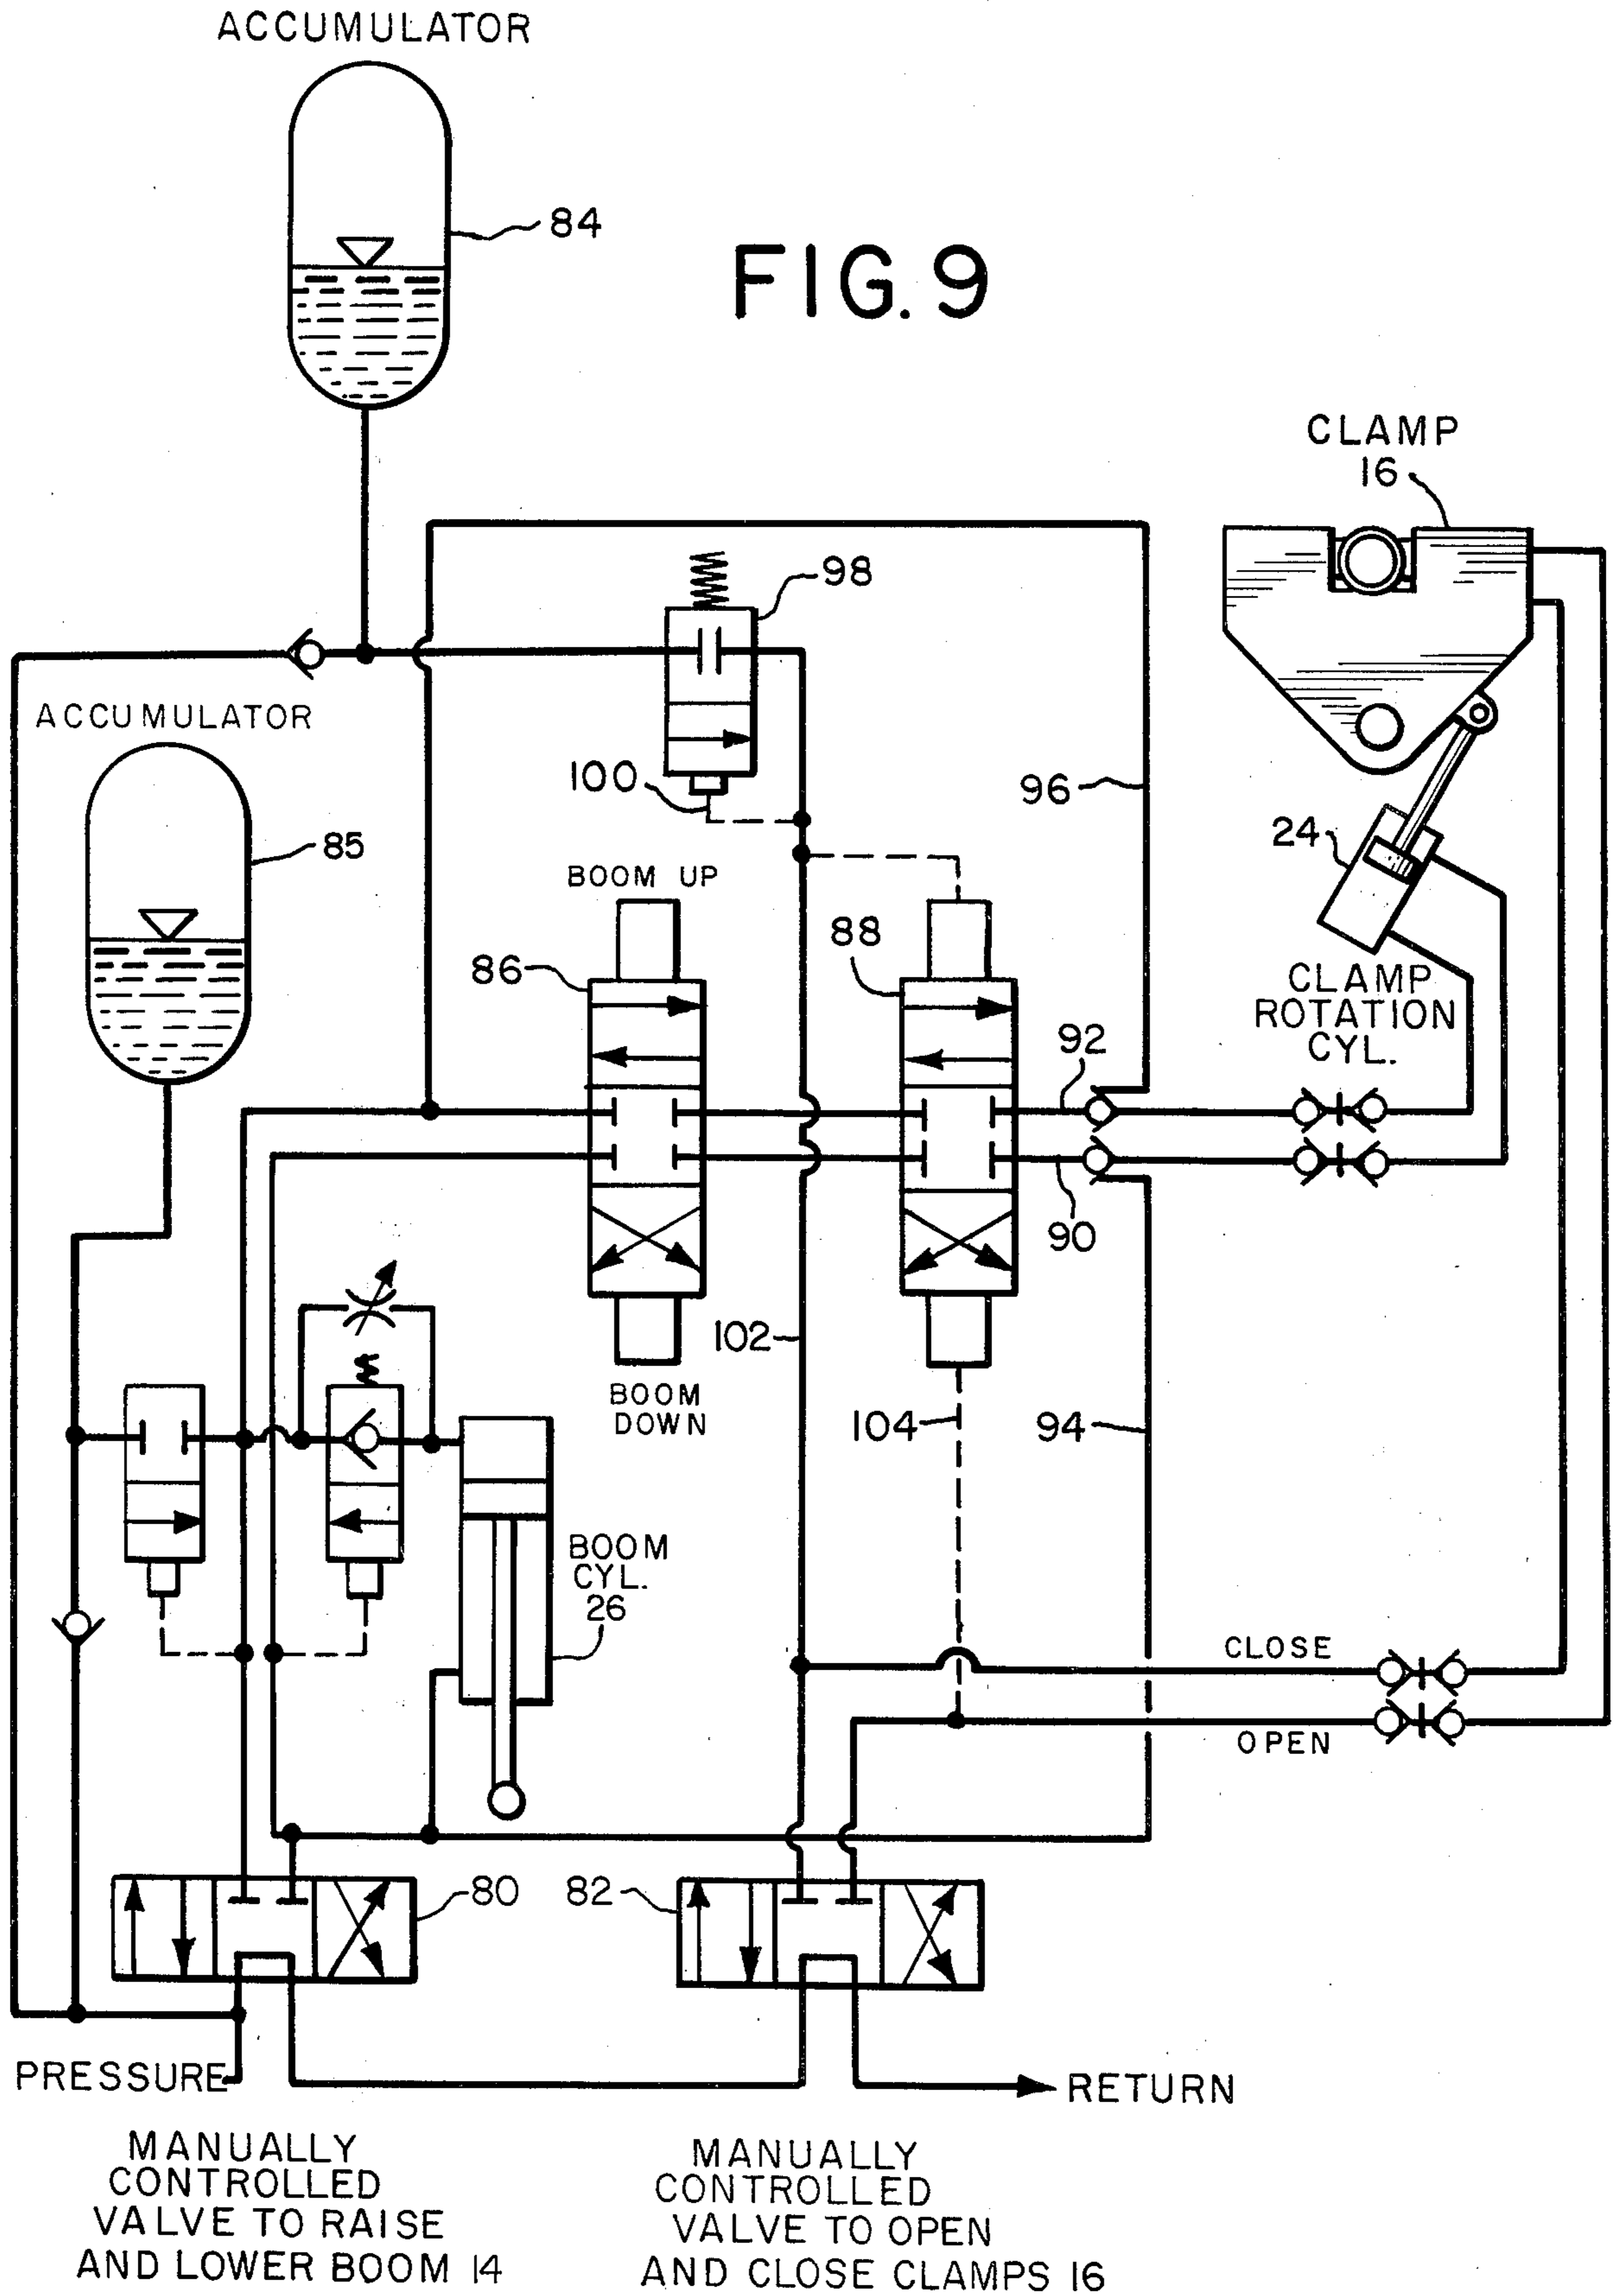 ACCUMULATOR
84
FIG. 9
CLAMP
16
98
ACCUMULATOR
100
96
85
24
BOOM UP
88
86
CLAMP
ROTATION
CYL.
92
90
102
BOOM
DOWN
104
94
BOOM
CYL.
26
CLOSE
OPEN
80
82
PRESSURE
RETURN
MANUALLY
CONTROLLED
VALVE TO RAISE
AND LOWER BOOM 14
MANUALLY
CONTROLLED
VALVE TO OPEN
AND CLOSE CLAMPS 16